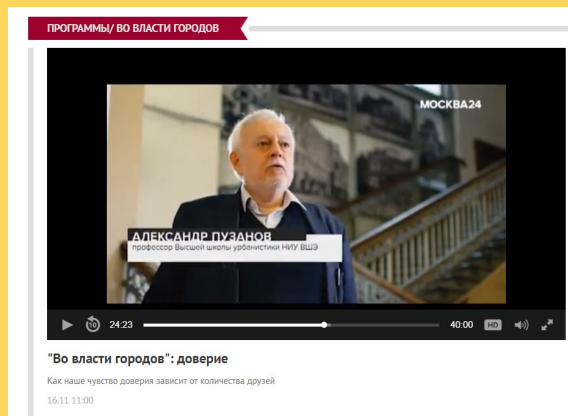 ПРОГРАММЫ/ ВО ВЛАСТИ ГОРОДОВ
МОСКВА24
АЛЕКСАНДР ПУЗАНОВ
профессор Высшей школы урбанистики НИУ ВШЭ
10 24:23 40:00 HD
"Во власти городов": доверие
Как наше чувство доверия зависит от количества друзей
16.11 11:00